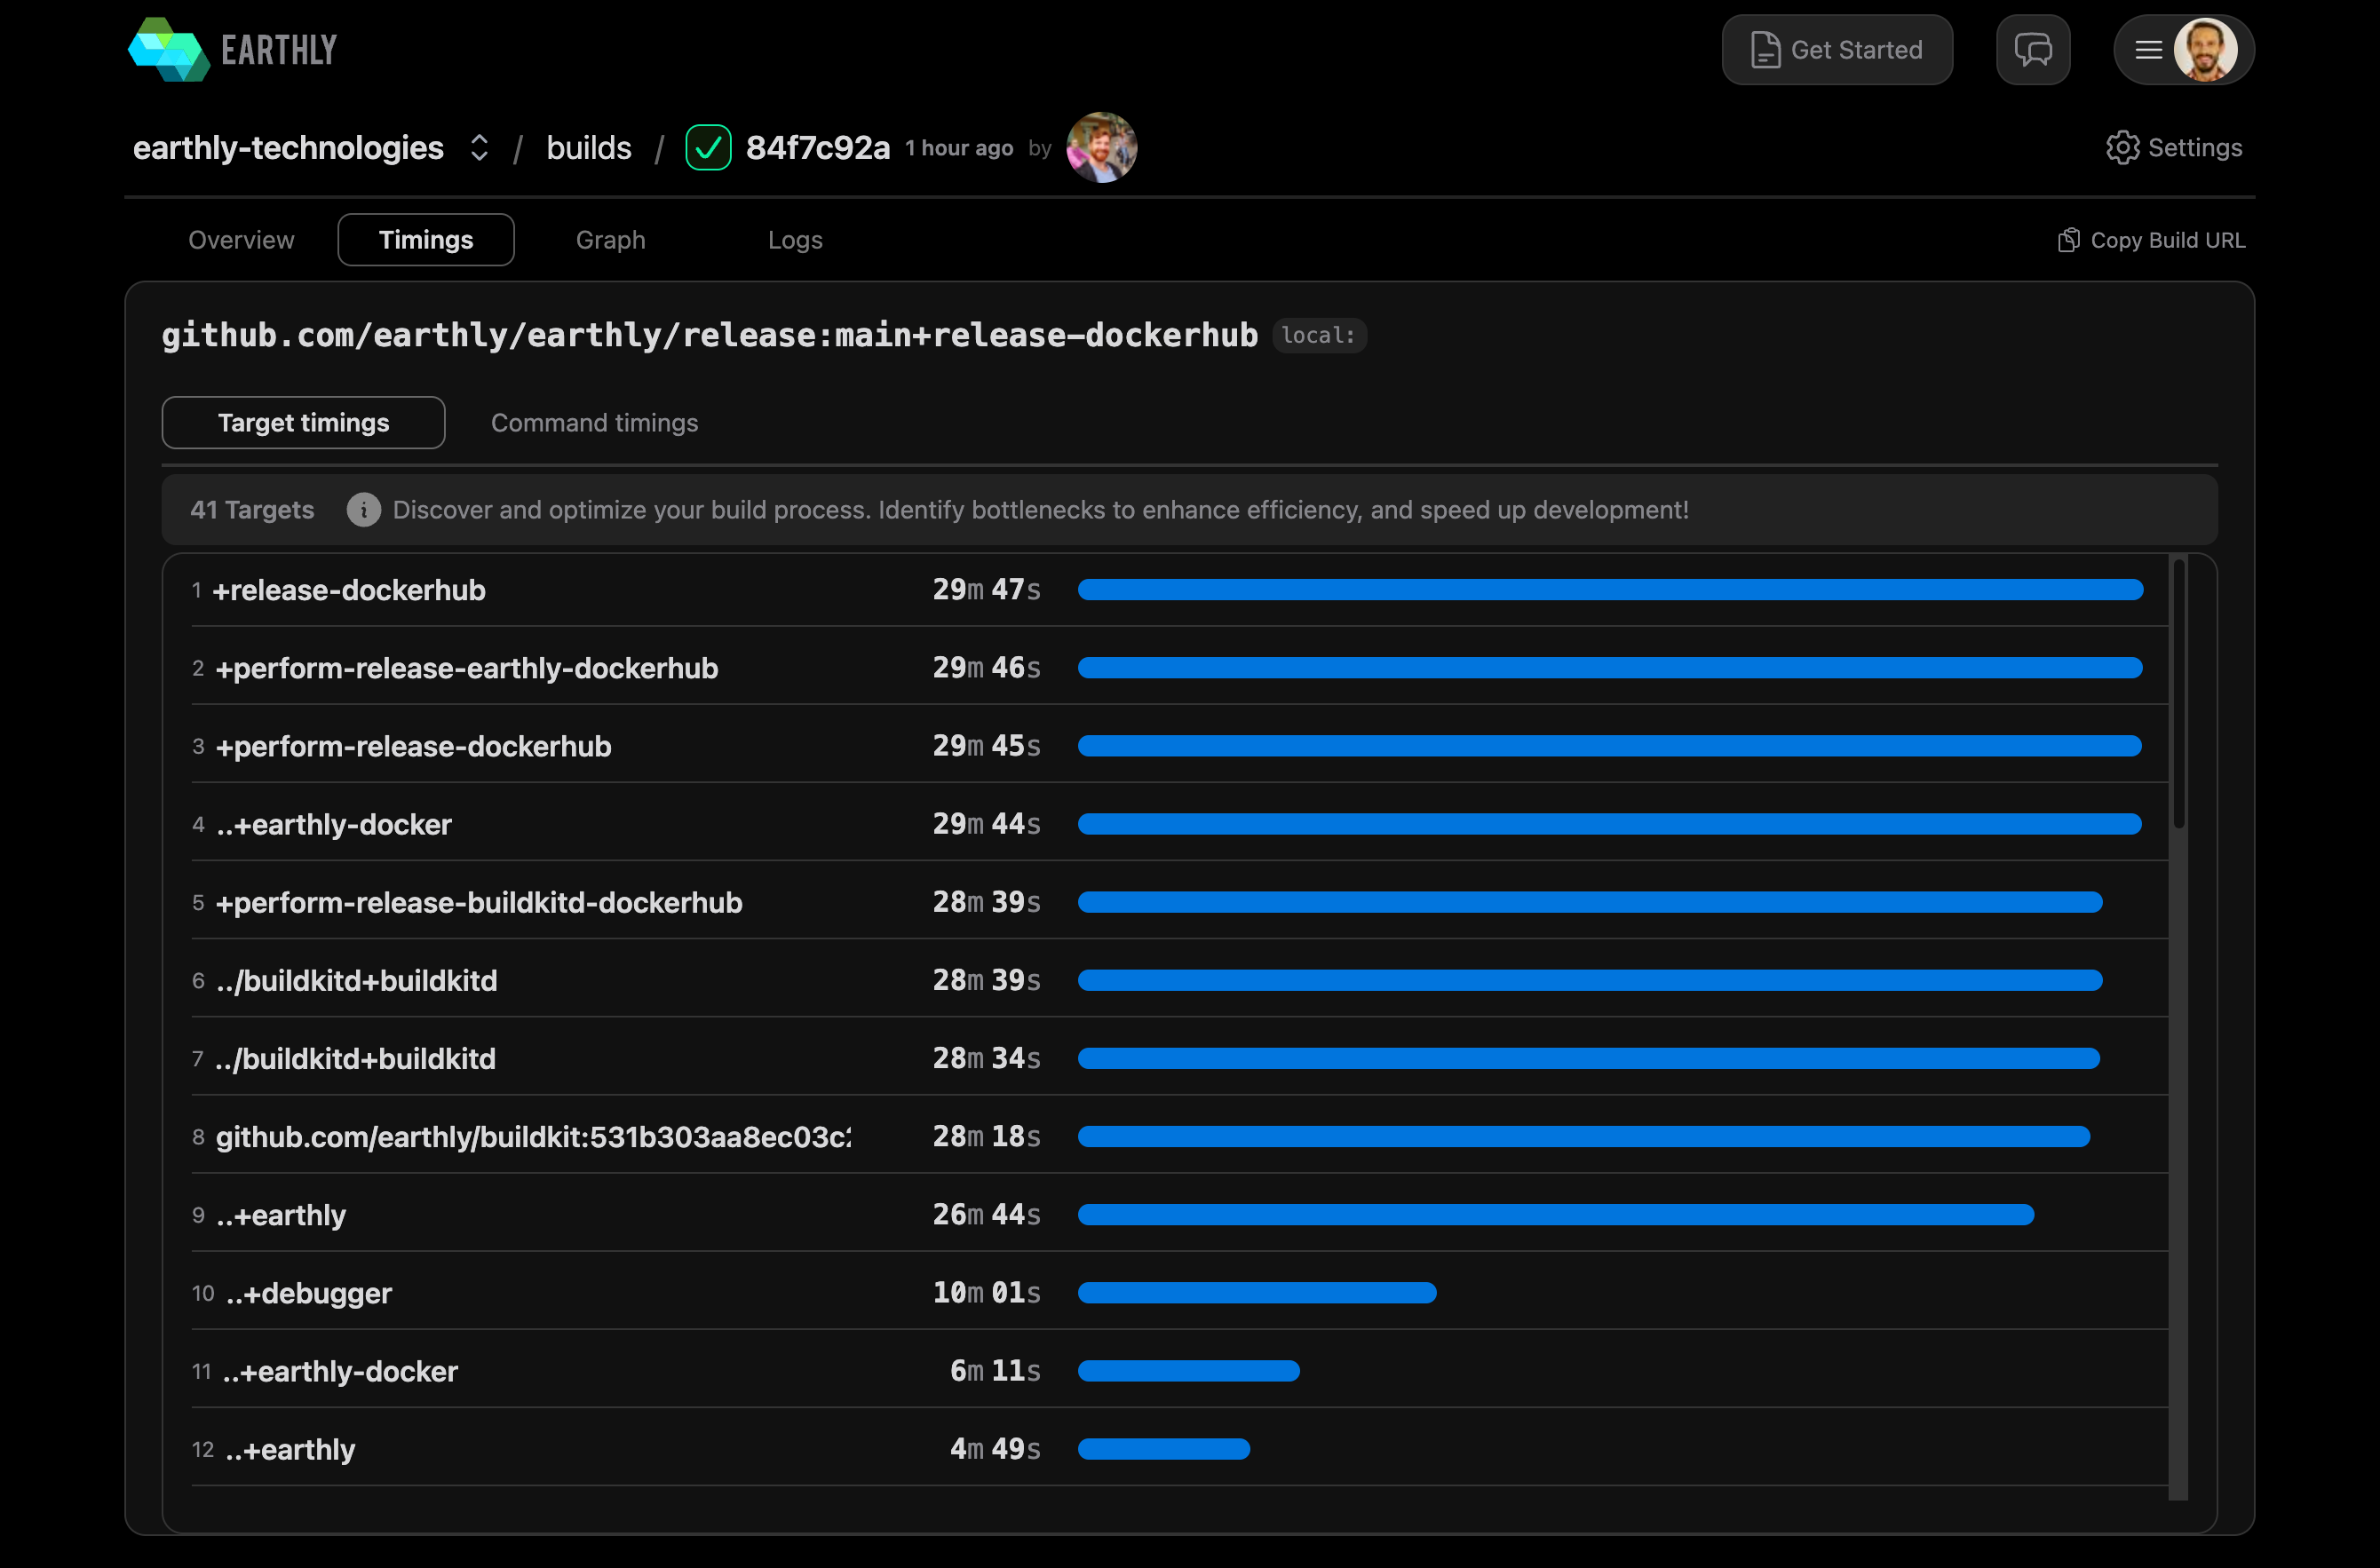 EARTHLY
Get Started
earthly-technologies / builds / 84f7c92a 1 hour ago by
Settings
Overview Timings Graph Logs
Copy Build URL
github.com/earthly/earthly/release:main+release-dockerhub local:
Target timings Command timings
41 Targets i Discover and optimize your build process. Identify bottlenecks to enhance efficiency, and speed up development!
1 +release-dockerhub 29m 47s
2 +perform-release-earthly-dockerhub 29m 46s
3 +perform-release-dockerhub 29m 45s
4 ..+earthly-docker 29m 44s
5 +perform-release-buildkitd-dockerhub 28m 39s
6 ../buildkitd+buildkitd 28m 39s
7 ../buildkitd+buildkitd 28m 34s
8 github.com/earthly/buildkit:531b303aa8ec03c 28m 18s
9 ..+earthly 26m 44s
10 ..+debugger 10m 01s
11 ..+earthly-docker 6m 11s
12 ..+earthly 4m 49s